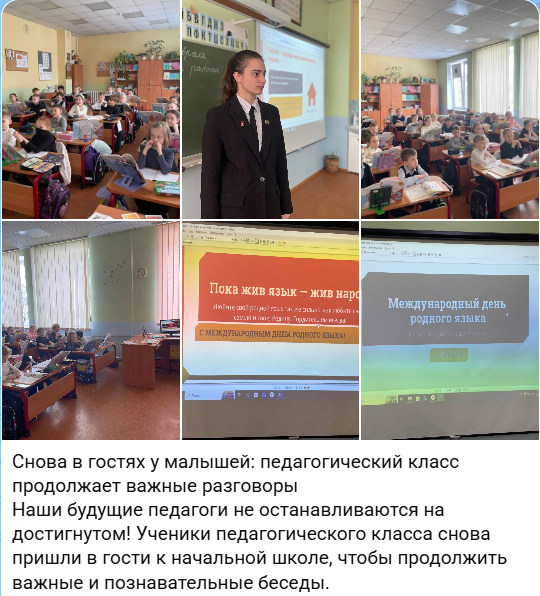 Пока жив язык – жив наро
С МЕЖДУНАРОДНЫМ ДНЕМ РОДНОГО ЯЗЫКА!
Международный день
родного языка
Снова в гостях у малышей: педагогический класс
продолжает важные разговоры
Наши будущие педагоги не останавливаются на
достигнутом! Ученики педагогического класса снова
пришли в гости к начальной школе, чтобы продолжить
важные и познавательные беседы.